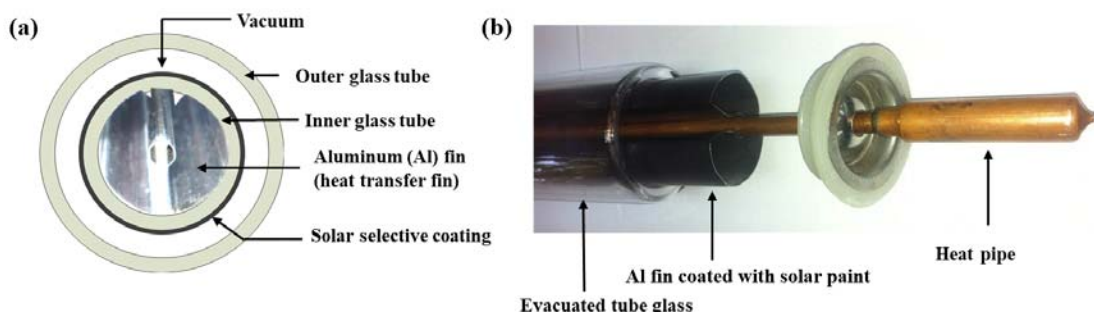 (a)
Vacuum
Outer glass tube
Inner glass tube
Aluminum (Al) fin
(heat transfer fin)
Solar selective coating
(b)
Heat pipe
Al fin coated with solar paint
Evacuated tube glass